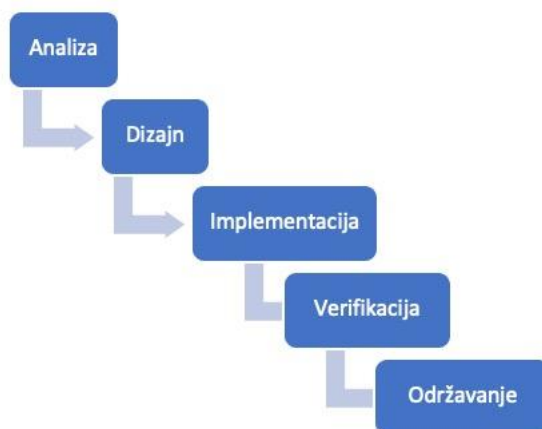 Analiza
Dizajn
Implementacija
Verifikacija
Održavanje